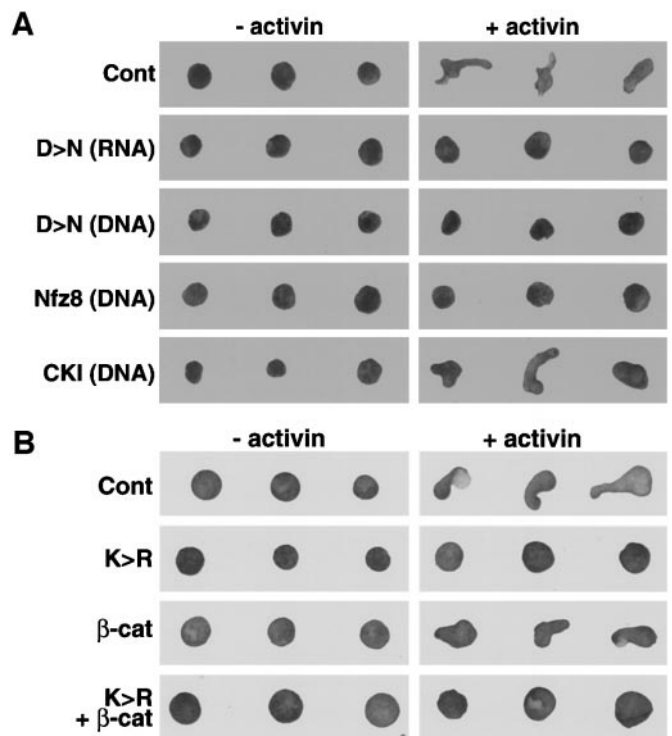 A
- activin + activin
Cont
D>N (RNA)
D>N (DNA)
Nfz8 (DNA)
CKI (DNA)
B
- activin + activin
Cont
K>R
β-cat
K>R
+ β-cat